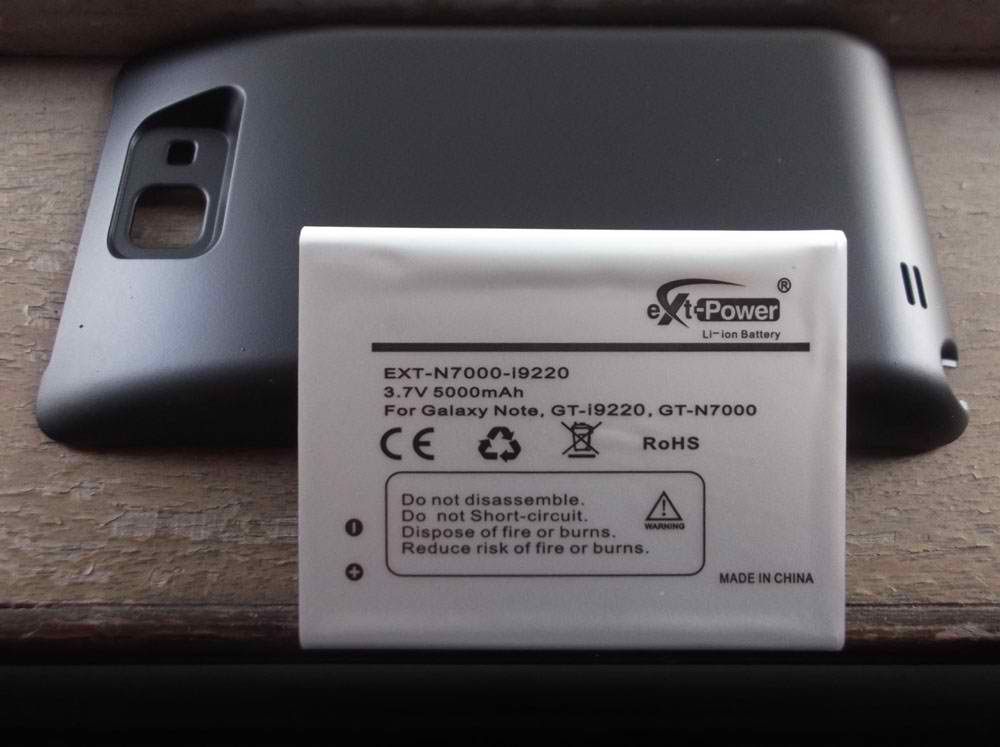 eXt-Power ®
Li-ion Battery
EXT-N7000-i9220
3.7V 5000mAh
For Galaxy Note, GT-i9220, GT-N7000
CE RoHS
Do not disassemble.
Do not Short-circuit.
Dispose of fire or burns.
Reduce risk of fire or burns.
WARNING
MADE IN CHINA